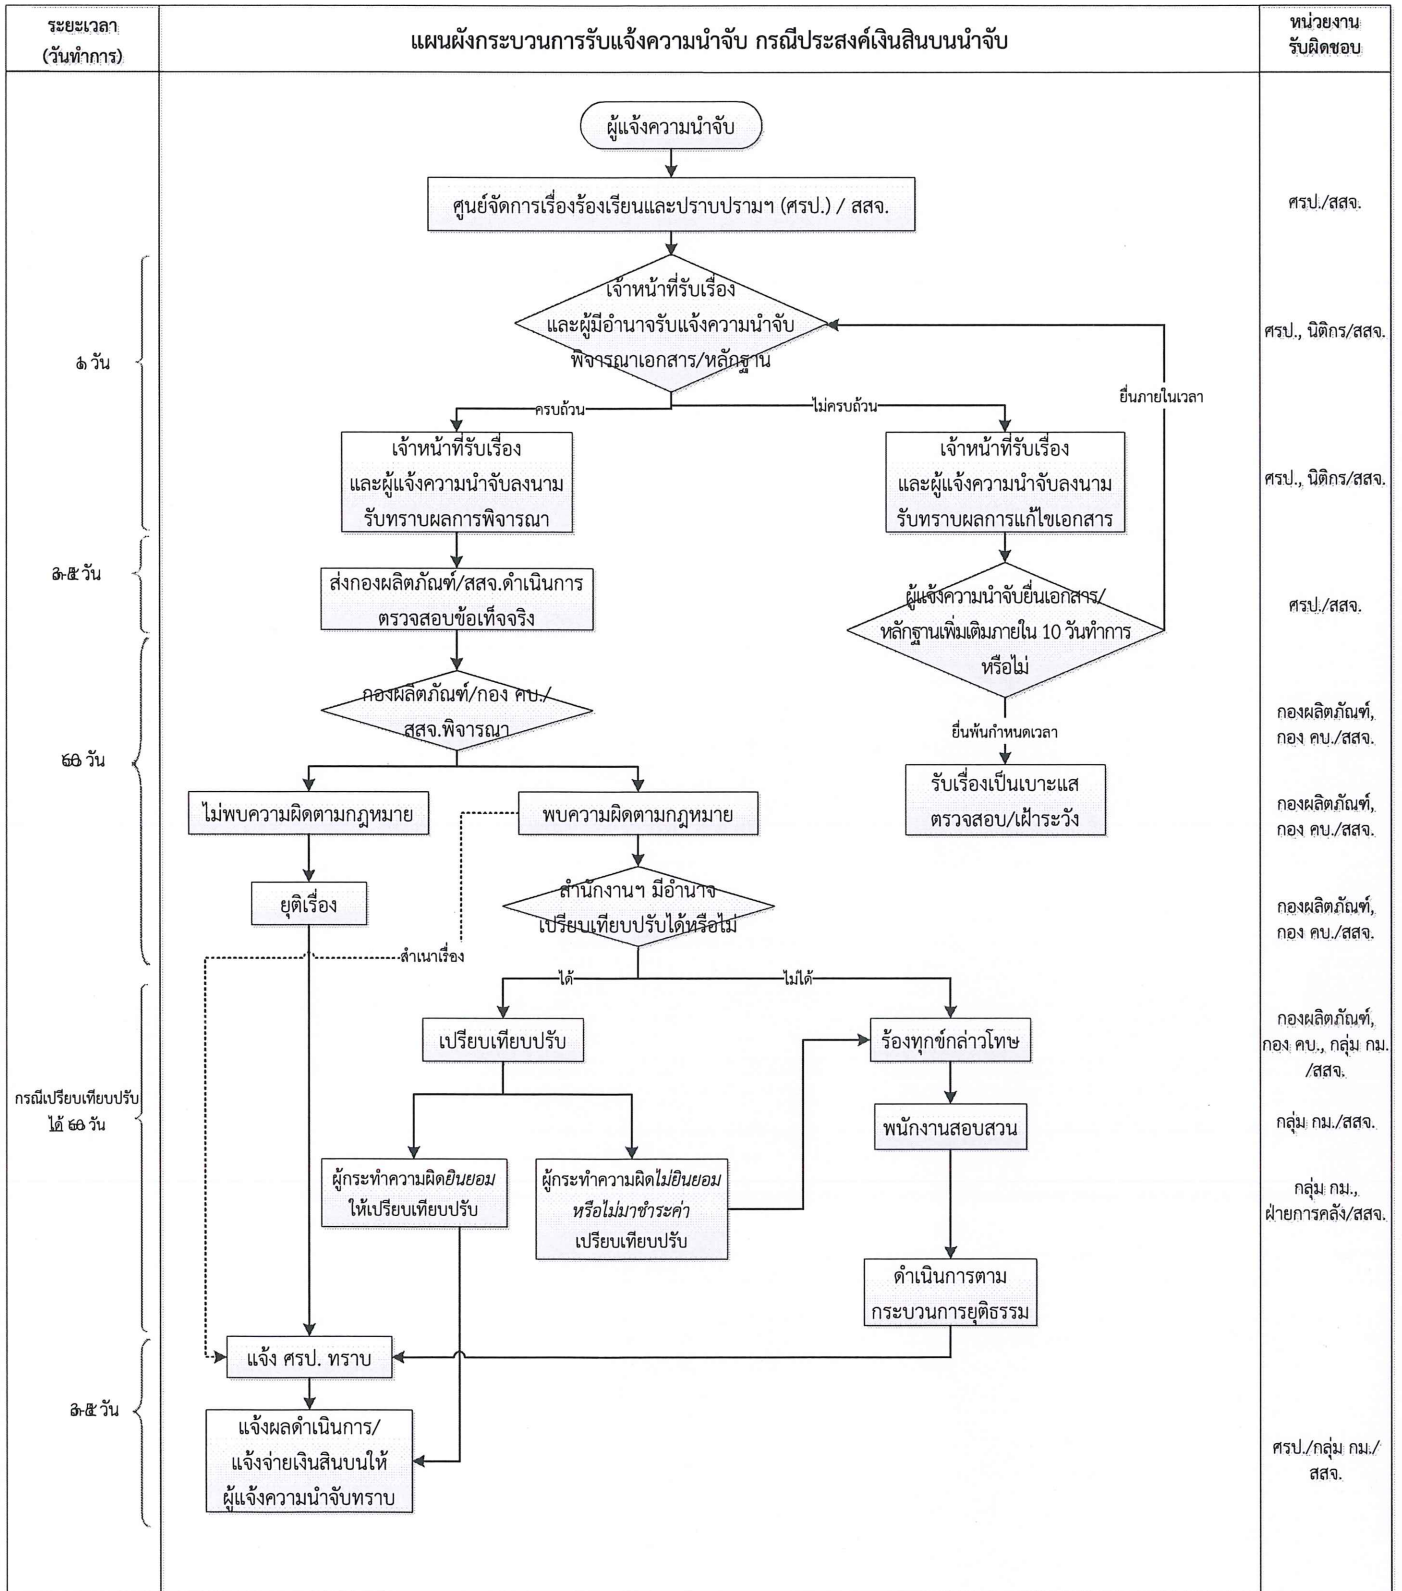 ระยะเวลา
(วันทำการ)
แผนผังกระบวนการรับแจ้งความนำจับ กรณีประสงค์เงินสินบนนำจับ
หน่วยงาน
รับผิดชอบ
ผู้แจ้งความนำจับ
ศูนย์จัดการเรื่องร้องเรียนและปราบปรามฯ (ศรป.) / สสจ.
ศรป./สสจ.
เจ้าหน้าที่รับเรื่อง
และผู้มีอำนาจรับแจ้งความนำจับ
พิจารณาเอกสาร/หลักฐาน
ศรป., นิติกร/สสจ.
วัน
ยื่นภายในเวลา
ครบถ้วน
ไม่ครบถ้วน
เจ้าหน้าที่รับเรื่อง
และผู้แจ้งความนำจับลงนาม
รับทราบผลการพิจารณา
เจ้าหน้าที่รับเรื่อง
และผู้แจ้งความนำจับลงนาม
รับทราบผลการแก้ไขเอกสาร
ศรป., นิติกร/สสจ.
วัน
ส่งกองผลิตภัณฑ์/สสจ.ดำเนินการ
ตรวจสอบข้อเท็จจริง
ผู้แจ้งความนำจับยื่นเอกสาร/
หลักฐานเพิ่มเติมภายใน 10 วันทำการ
หรือไม่
ศรป./สสจ.
กองผลิตภัณฑ์/กอง คบ./
สสจ.พิจารณา
ยื่นพ้นกำหนดเวลา
กองผลิตภัณฑ์,
กอง คบ./สสจ.
วัน
ไม่พบความผิดตามกฎหมาย
พบความผิดตามกฎหมาย
รับเรื่องเป็นเบาะแส
ตรวจสอบ/เฝ้าระวัง
กองผลิตภัณฑ์,
กอง คบ./สสจ.
ยุติเรื่อง
สำนักงานฯ มีอำนาจ
เปรียบเทียบปรับได้หรือไม่
กองผลิตภัณฑ์,
กอง คบ./สสจ.
สำเนาเรื่อง
ได้
ไม่ได้
เปรียบเทียบปรับ
ร้องทุกข์กล่าวโทษ
กองผลิตภัณฑ์,
กอง คบ., กลุ่ม กม.
/สสจ.
กรณีเปรียบเทียบปรับ
ได้ วัน
พนักงานสอบสวน
กลุ่ม กม./สสจ.
ผู้กระทำความผิดยินยอม
ให้เปรียบเทียบปรับ
ผู้กระทำความผิดไม่ยินยอม
หรือไม่มาชำระค่า
เปรียบเทียบปรับ
กลุ่ม กม.,
ฝ่ายการคลัง/สสจ.
ดำเนินการตาม
กระบวนการยุติธรรม
แจ้ง ศรป. ทราบ
วัน
แจ้งผลดำเนินการ/
แจ้งจ่ายเงินสินบนให้
ผู้แจ้งความนำจับทราบ
ศรป./กลุ่ม กม./
สสจ.